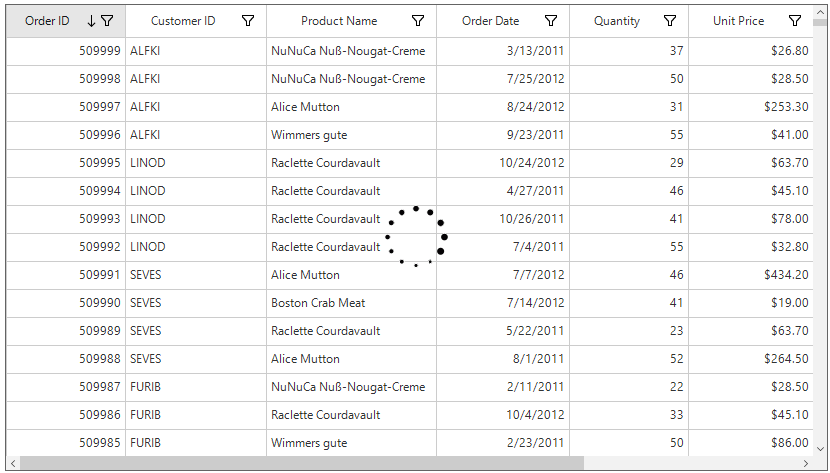 Order ID Customer ID Product Name Order Date Quantity Unit Price
509999 ALFKI NuNuCa Nuß-Nougat-Creme 3/13/2011 37 $26.80
509998 ALFKI NuNuCa Nuß-Nougat-Creme 7/25/2012 50 $28.50
509997 ALFKI Alice Mutton 8/24/2012 31 $253.30
509996 ALFKI Wimmers gute 9/23/2011 55 $41.00
509995 LINOD Raclette Courdavault 10/24/2012 29 $63.70
509994 LINOD Raclette Courdavault 4/27/2011 46 $45.10
509993 LINOD Raclette Courdavault 10/26/2011 41 $78.00
509992 LINOD Raclette Courdavault 7/4/2011 55 $32.80
509991 SEVES Alice Mutton 7/7/2012 46 $434.20
509990 SEVES Boston Crab Meat 7/14/2012 41 $19.00
509989 SEVES Raclette Courdavault 5/22/2011 23 $63.70
509988 SEVES Alice Mutton 8/1/2011 52 $264.50
509987 FURIB NuNuCa Nuß-Nougat-Creme 2/11/2011 22 $28.50
509986 FURIB Raclette Courdavault 10/4/2012 33 $45.10
509985 FURIB Wimmers gute 2/23/2011 50 $86.00